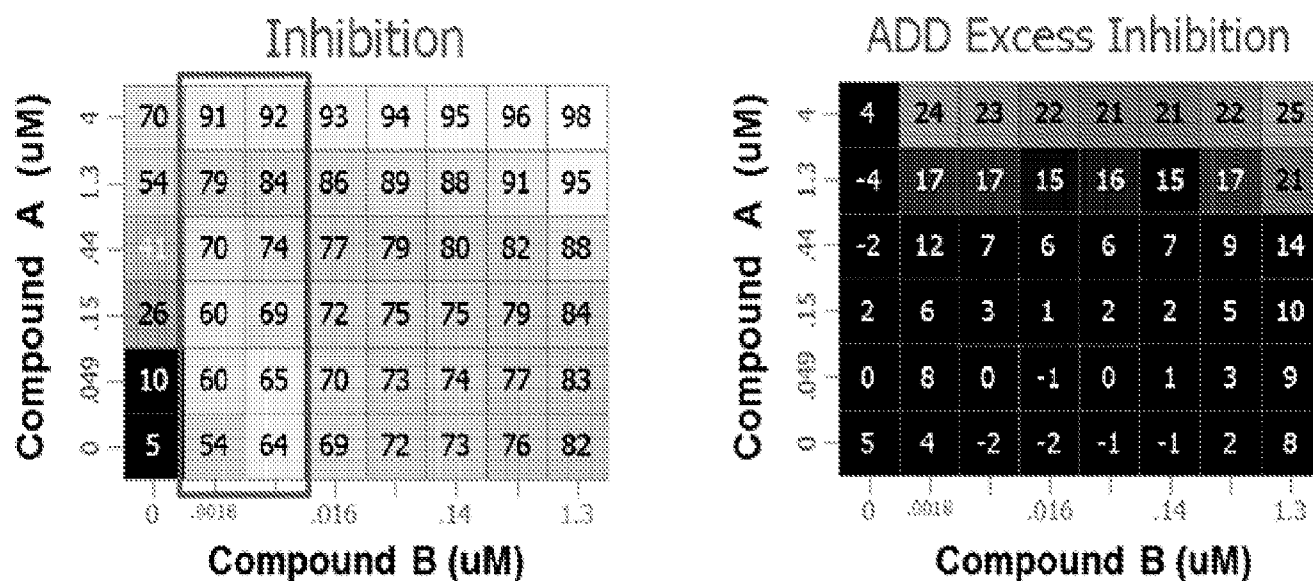 Inhibition
4 70 91 92 93 94 95 96 98
1.3 54 79 84 86 89 88 91 95
.44 70 74 77 79 80 82 88
.15 26 60 69 72 75 75 79 84
.049 10 60 65 70 73 74 77 83
0 5 54 64 69 72 73 76 82
0 .0018 .016 .14 1.3
Compound A (uM)
Compound B (uM)
ADD Excess Inhibition
4 4 24 23 22 21 21 22 25
1.3 -4 17 17 15 16 15 17 21
.44 -2 12 7 6 6 7 9 14
.15 2 6 3 1 2 2 5 10
.049 0 8 0 -1 0 1 3 9
0 5 4 -2 -2 -1 -1 2 8
0 .0018 .016 .14 1.3
Compound A (uM)
Compound B (uM)